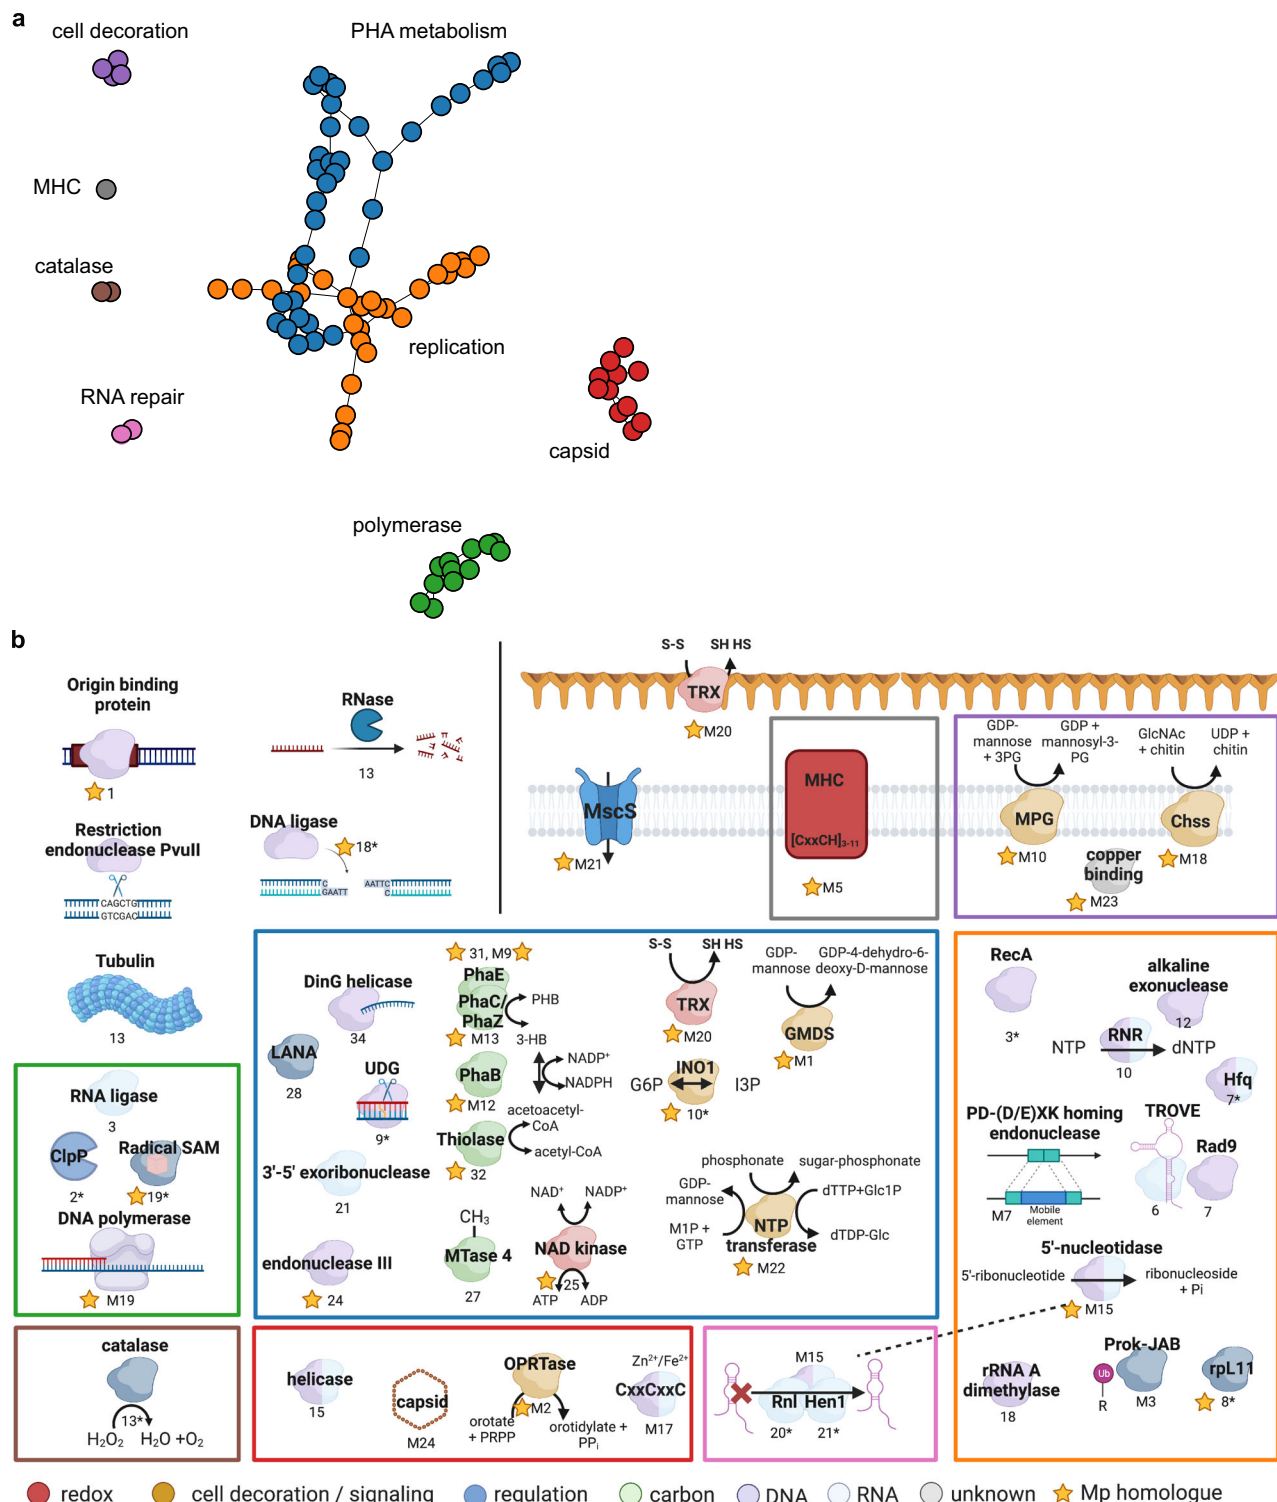 a
cell decoration
PHA metabolism
MHC
catalase
replication
RNA repair
capsid
polymerase
b
Origin binding
protein
1
RNase
13
Restriction
endonuclease PvuII
CAGCTG
GTCGAC
DNA ligase
18*
C
GAATT
AATTC
C
Tubulin
13
S-S
SH HS
TRX
M20
MscS
M21
MHC
[CxxCH]3-11
M5
GDP-
mannose
+ 3PG
GDP +
mannosyl-3-
PG
MPG
M10
GlcNAc
+ chitin
UDP +
chitin
Chss
M18
copper
binding
M23
RNA ligase
3
ClpP
2*
Radical SAM
19*
DNA polymerase
M19
DinG helicase
34
LANA
28
UDG
9*
3'-5' exoribonuclease
21
endonuclease III
24
31, M9
PhaE
PhaC/
PhaZ
M13
PHB
3-HB
NADP+
NADPH
PhaB
M12
acetoacetyl-
CoA
Thiolase
32
acetyl-CoA
CH3
MTase 4
27
NAD+
NADP+
NAD kinase
25
ATP
ADP
S-S
SH HS
TRX
M20
GDP-
mannose
GDP-4-dehydro-6-
deoxy-D-mannose
GMDS
M1
G6P
INO1
I3P
10*
phosphonate
sugar-phosphonate
GDP-
mannose
dTTP+Glc1P
M1P +
GTP
NTP
transferase
dTDP-Glc
M22
RecA
3*
alkaline
exonuclease
12
NTP
RNR
dNTP
10
Hfq
7*
PD-(D/E)XK homing
endonuclease
M7
Mobile
element
TROVE
6
Rad9
7
5'-nucleotidase
5'-ribonucleotide
ribonucleoside
+ Pi
M15
rRNA A
dimethylase
18
Prok-JAB
Ub
R
M3
rpL11
8*
catalase
13*
H2O2
H2O +O2
helicase
15
capsid
M24
OPRTase
M2
orotate
+ PRPP
orotidylate +
PPi
Zn2+/Fe2+
CxxCxxC
M17
M15
Rnl
Hen1
20*
21*
redox
cell decoration / signaling
regulation
carbon
DNA
RNA
unknown
Mp homologue